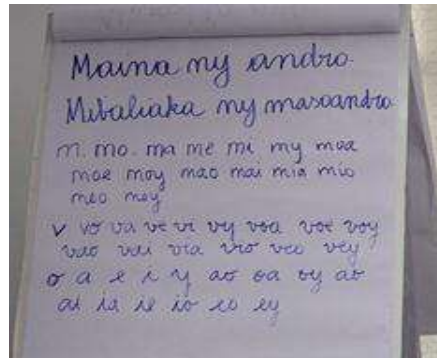 Maina ny andro.
Mibaliaka ny masoandro
m. mo. ma me mi my moa
moe moy mao mai mia mio
meo mey
v vo va ve vi vy voa voe voy
vao vai via vio veo vey
o a e i y ao oa oy ao
ai ia ie io eo ey